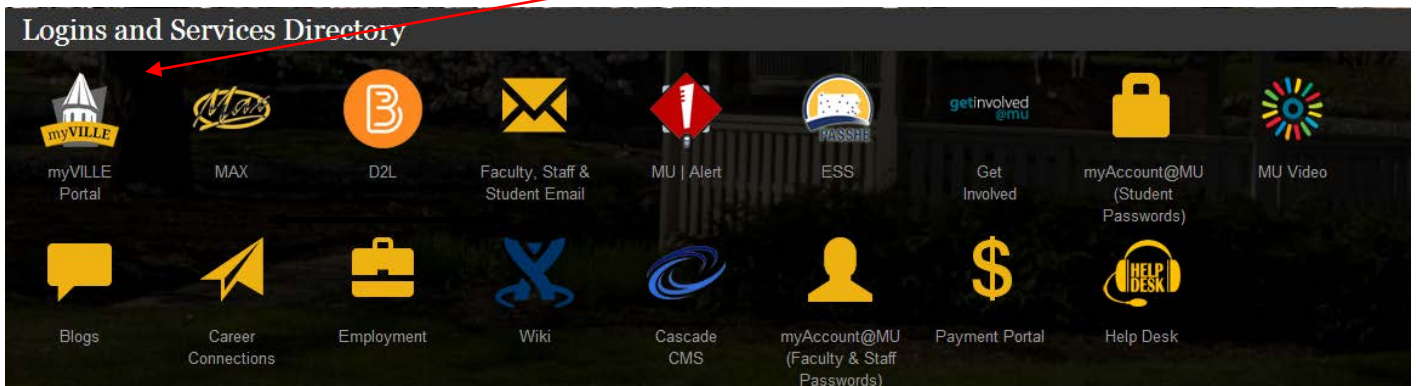 Logins and Services Directory
myVILLE
Max
B
PASSHE
getinvolved
@mu
myVILLE
Portal
MAX
D2L
Faculty, Staff &
Student Email
MU | Alert
ESS
Get
Involved
myAccount@MU
(Student
Passwords)
MU Video
$
HELP
DESK
Blogs
Career
Connections
Employment
Wiki
Cascade
CMS
myAccount@MU
(Faculty & Staff
Passwords)
Payment Portal
Help Desk